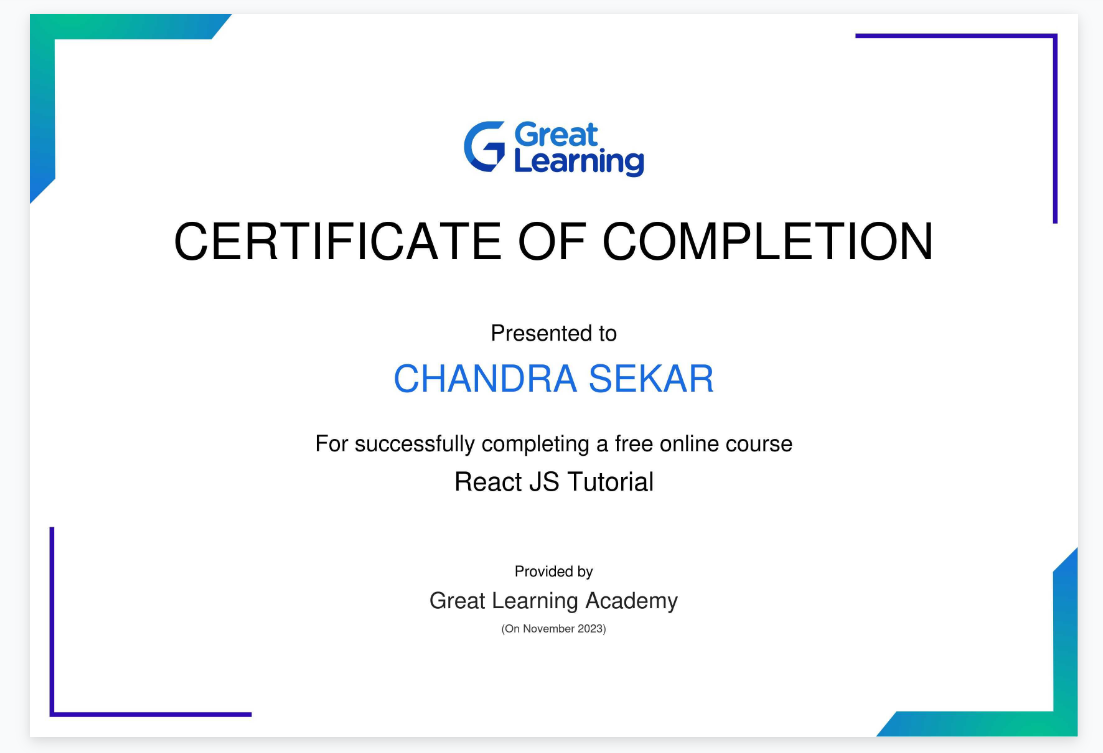 Great
Learning
CERTIFICATE OF COMPLETION
Presented to
CHANDRA SEKAR
For successfully completing a free online course
React JS Tutorial
Provided by
Great Learning Academy
(On November 2023)